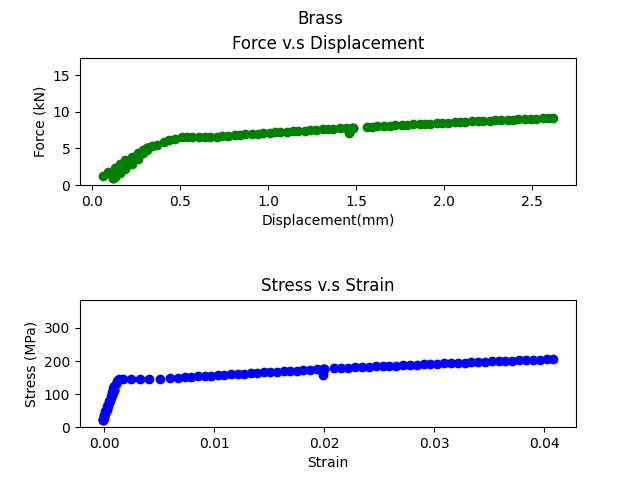 Brass
Force v.s Displacement
Force (kN)
15
10
5
0
0.0 0.5 1.0 1.5 2.0 2.5
Displacement(mm)
Stress v.s Strain
Stress (MPa)
300
200
100
0
0.00 0.01 0.02 0.03 0.04
Strain